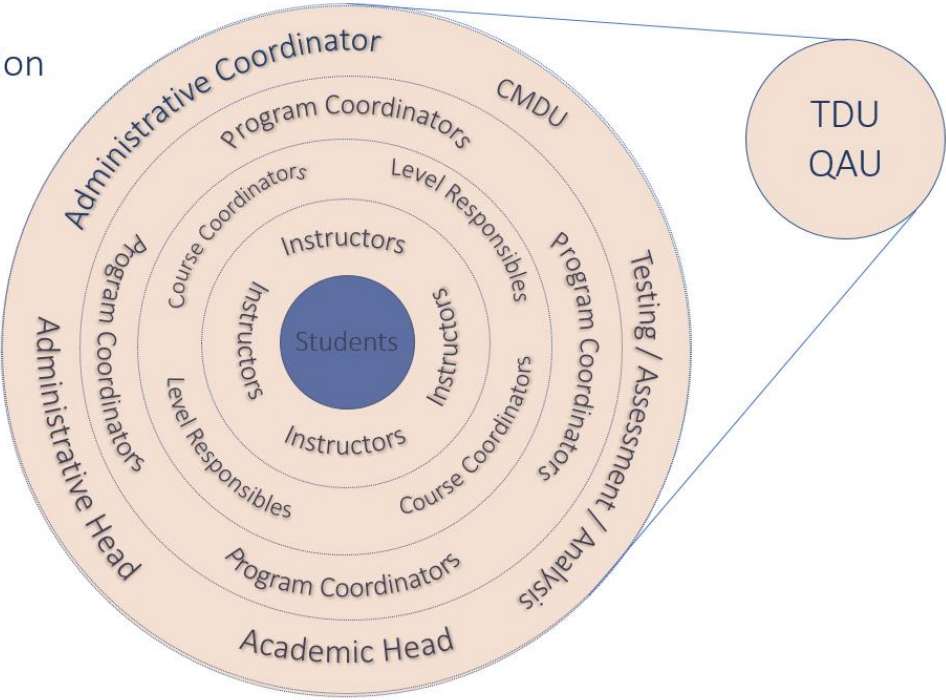 on
Administrative Coordinator
CMDU
Testing / Assessment / Analysis
Academic Head
Administrative Head
Program Coordinators
Program Coordinators
Program Coordinators
Program Coordinators
Course Coordinators
Level Responsibles
Course Coordinators
Level Responsibles
Instructors
Instructors
Instructors
Instructors
Students
TDU
QAU